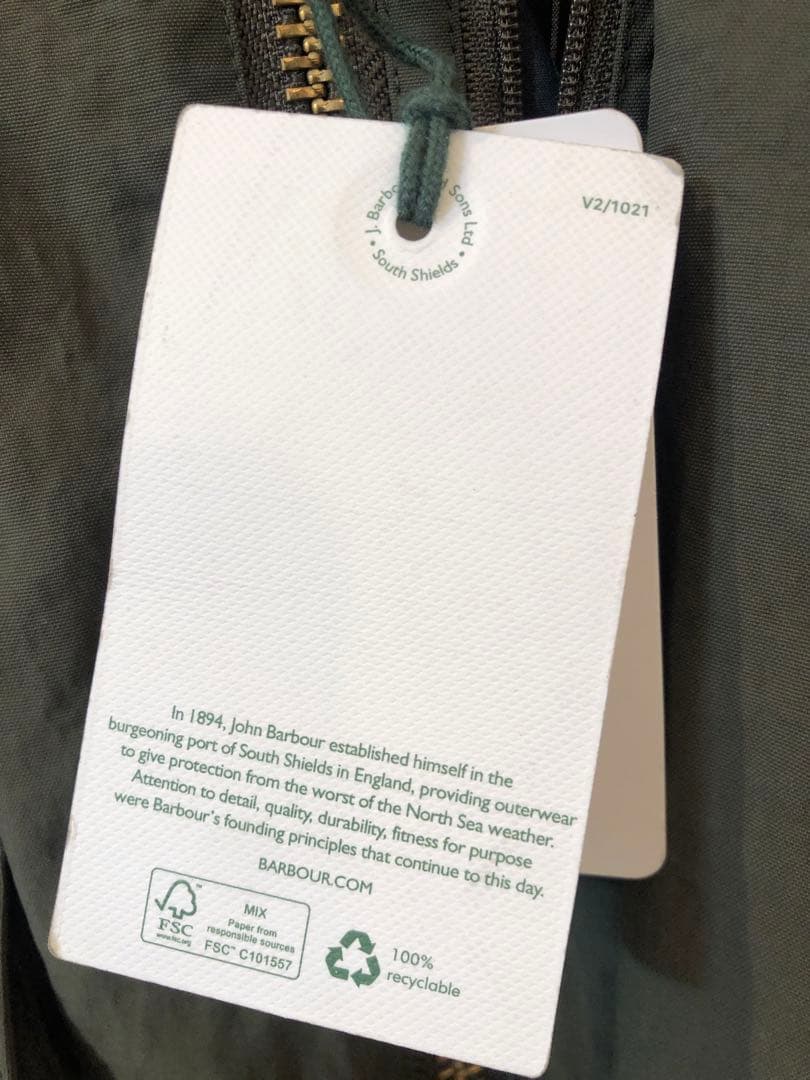 J. Barbo Sons Ltd
• South Shields •
V2/1021
In 1894, John Barbour established himself in the
burgeoning port of South Shields in England, providing outerwear
to give protection from the worst of the North Sea weather.
Attention to detail, quality, durability, fitness for purpose
were Barbour's founding principles that continue to this day.
BARBOUR.COM
FSC
www.fsc.org
MIX
Paper from
responsible sources
FSC™ C101557
100%
recyclable